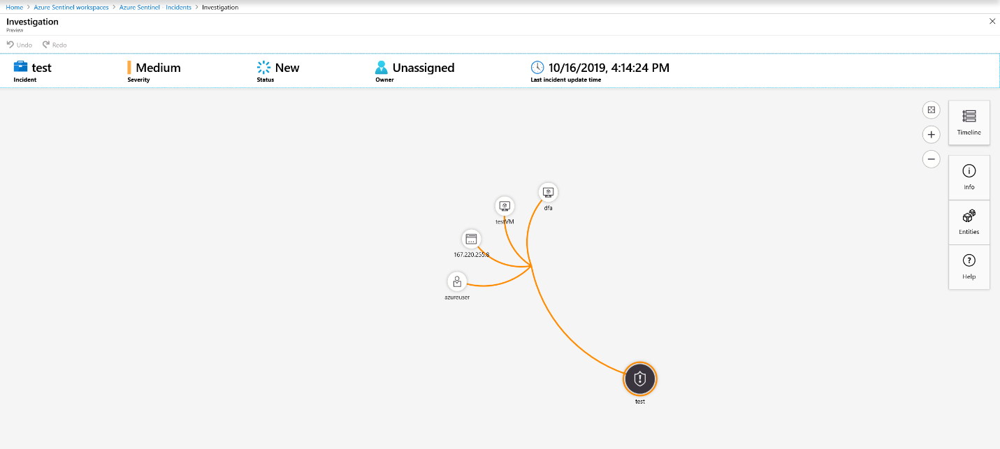 Home > Azure Sentinel workspaces > Azure Sentinel - Incidents > Investigation
Investigation
Preview
Undo Redo
test Medium New Unassigned 10/16/2019, 4:14:24 PM
Incident Severity Status Owner Last incident update time
Timeline
Info
Entities
Help
dfa
testVM
167.220.255.8
azureuser
test